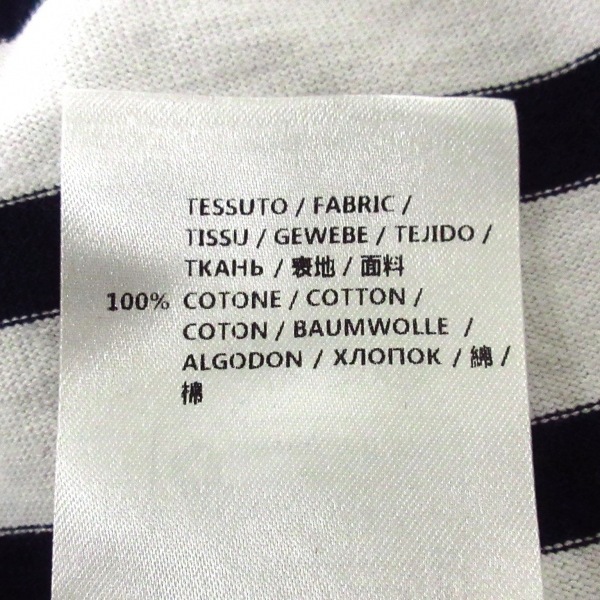 TESSUTO / FABRIC /
TISSU / GEWEBE / TEJIDO /
ТКАНЬ / 表地 / 面料
100% COTONE / COTTON /
COTON / BAUMWOLLE /
ALGODON / ХЛОПОК / 綿 /
棉